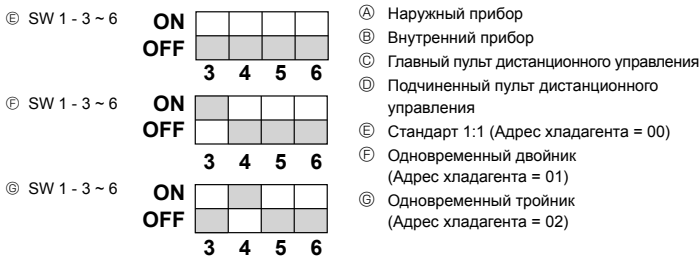 Ⓔ SW 1 - 3 ~ 6
ON
OFF
3 4 5 6
Ⓕ SW 1 - 3 ~ 6
ON
OFF
3 4 5 6
Ⓖ SW 1 - 3 ~ 6
ON
OFF
3 4 5 6
Ⓐ Наружный прибор
Ⓑ Внутренний прибор
Ⓒ Главный пульт дистанционного управления
Ⓓ Подчиненный пульт дистанционного
управления
Ⓔ Стандарт 1:1 (Адрес хладагента = 00)
Ⓕ Одновременный двойник
(Адрес хладагента = 01)
Ⓖ Одновременный тройник
(Адрес хладагента = 02)